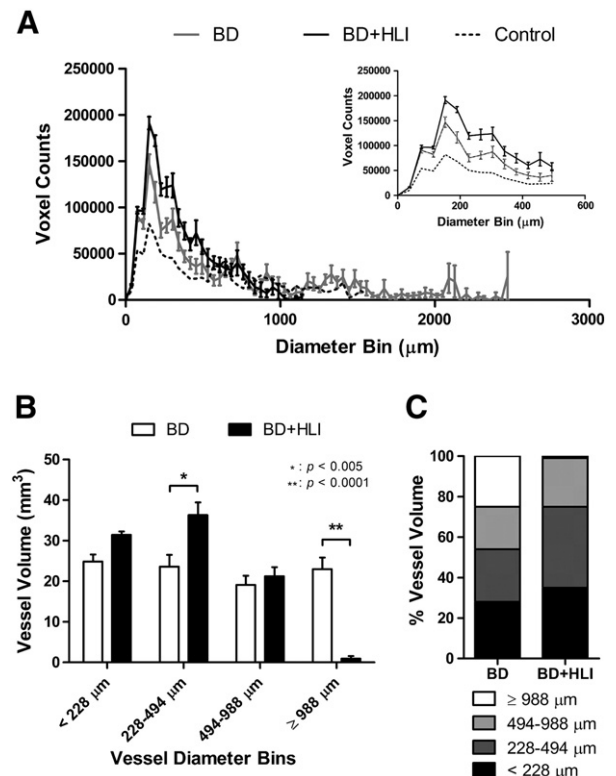 A
BD BD+HLI Control
250000
200000
150000
100000
50000
0
Voxel Counts
0 1000 2000 3000
Diameter Bin (μm)
250000
200000
150000
100000
50000
0
Voxel Counts
0 200 400 600
Diameter Bin (μm)
B
BD BD+HLI
* : p < 0.005
** : p < 0.0001
* **
50
40
30
20
10
0
Vessel Volume (mm³)
< 228 μm 228-494 μm 494-988 μm ≥ 988 μm
Vessel Diameter Bins
C
100
80
60
40
20
0
% Vessel Volume
BD BD+HLI
≥ 988 μm
494-988 μm
228-494 μm
< 228 μm